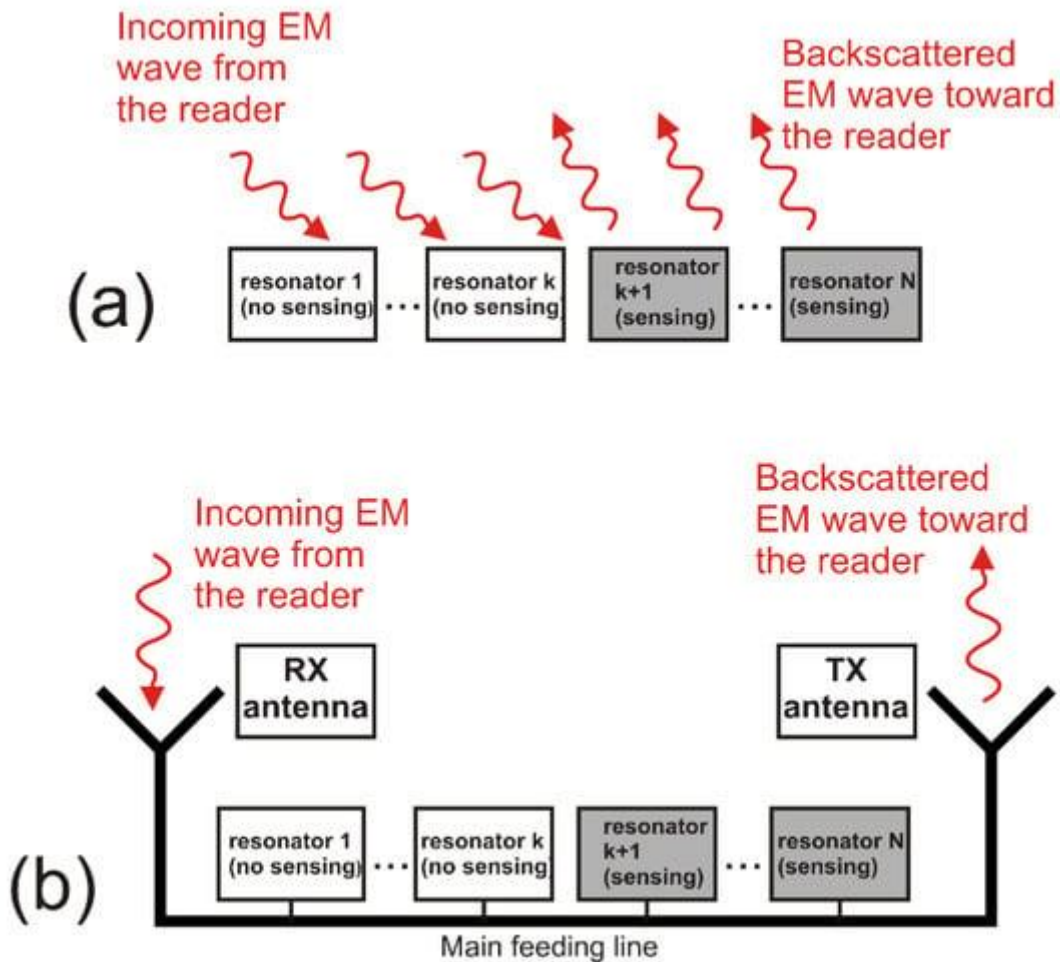 Incoming EM
wave from
the reader
Backscattered
EM wave toward
the reader
(a)
resonator 1
(no sensing)
...
resonator k
(no sensing)
resonator
k+1
(sensing)
...
resonator N
(sensing)
Incoming EM
wave from
the reader
Backscattered
EM wave toward
the reader
RX
antenna
TX
antenna
(b)
resonator 1
(no sensing)
...
resonator k
(no sensing)
resonator
k+1
(sensing)
...
resonator N
(sensing)
Main feeding line